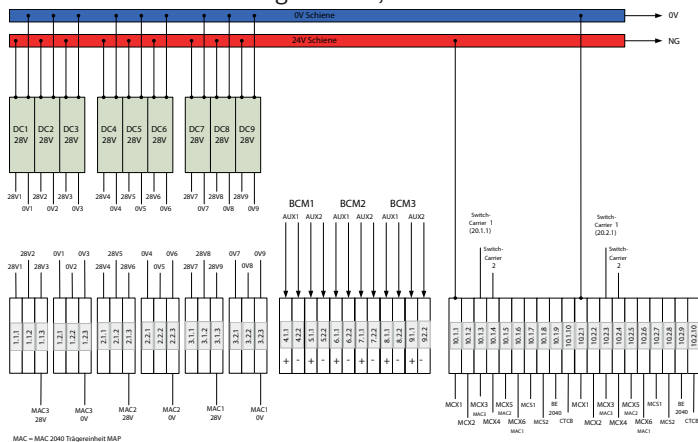 0V Schiene
0V
24V Schiene
NG
DC1 DC2 DC3 DC4 DC5 DC6 DC7 DC8 DC9
28V 28V 28V 28V 28V 28V 28V 28V 28V
28V1 28V2 28V3 28V4 28V5 28V6 28V7 28V8 28V9
0V1 0V2 0V3 0V4 0V5 0V6 0V7 0V8 0V9
BCM1 BCM2 BCM3
AUX1 AUX2 AUX1 AUX2 AUX1 AUX2
Switch-
Carrier 1
(20.1.1)
Switch-
Carrier
2
Switch-
Carrier 1
(20.2.1)
Switch-
Carrier
2
28V2 0V1 0V3 28V5 0V4 0V6 28V8 0V7 0V9
28V1 28V3 0V2 28V4 28V6 0V5 28V7 28V9 0V8
1.1.1 1.1.2 1.1.3 1.2.1 1.2.2 1.2.3 2.1.1 2.1.2 2.1.3 2.2.1 2.2.2 2.2.3 3.1.1 3.1.2 3.1.3 3.2.1 3.2.2 3.2.3
4.1.1 4.2.2 5.1.1 5.2.2 6.1.1 6.2.2 7.1.1 7.2.2 8.1.1 8.2.2 9.1.1 9.2.2
+ - + - + - + - + - + -
10.1.1 10.1.2 10.1.3 10.1.4 10.1.5 10.1.6 10.1.7 10.1.8 10.1.9 10.1.10 10.2.1 10.2.2 10.2.3 10.2.4 10.2.5 10.2.6 10.2.7 10.2.8 10.2.9 10.2.10
MAC3
28V
MAC3
0V
MAC2
28V
MAC2
0V
MAC1
28V
MAC1
0V
MCX1 MCX3 MCX5 MCS1 BE MCX1 MCX3 MCX5 MCS1 BE
MAC3 MAC2 2040 MAC3 MAC2 2040
MCX2 MCX4 MCX6 MCS2 CTCB MCX2 MCX4 MCX6 MCS2 CTCB
MAC1 MAC1
MAC = MAC 2040 Trägereinheit MAP